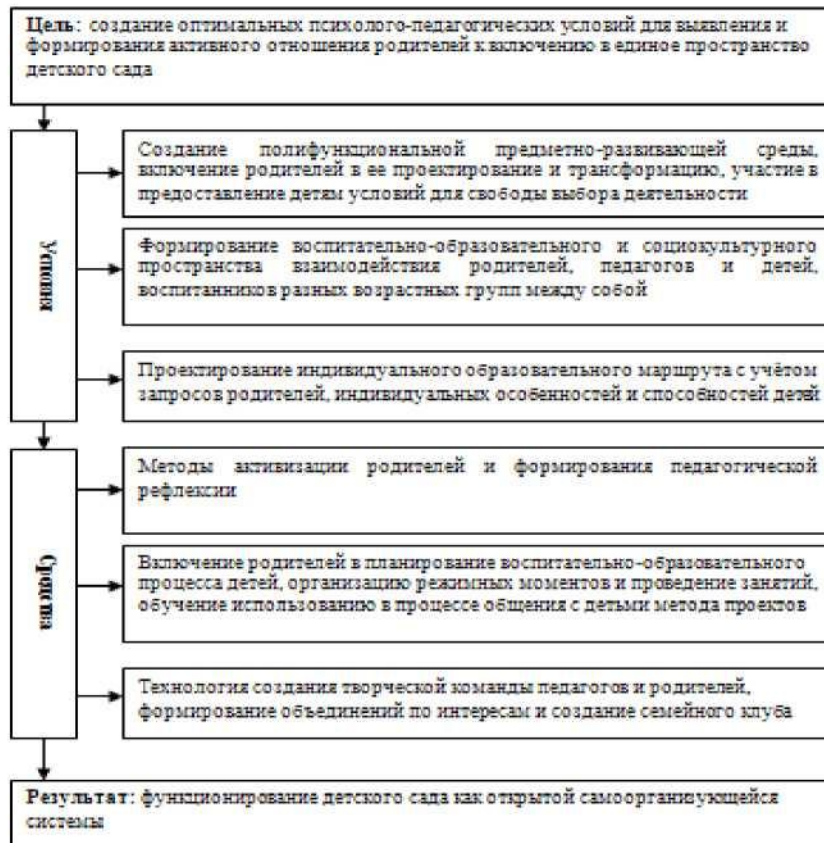 Цель: создание оптимальных психолого-педагогических условий для выявления и
формирования активного отношения родителей к включению в единое пространство
детского сада
Условия
Создание полифункциональной предметно-развивающей среды,
включение родителей в ее проектирование и трансформацию, участие в
предоставление детям условий для свободы выбора деятельности
Формирование воспитательно-образовательного и социокультурного
пространства взаимодействия родителей, педагогов и детей,
воспитанников разных возрастных групп между собой
Проектирование индивидуального образовательного маршрута с учётом
запросов родителей, индивидуальных особенностей и способностей детей
Средства
Методы активизации родителей и формирования педагогической
рефлексии
Включение родителей в планирование воспитательно-образовательного
процесса детей, организацию режимных моментов и проведение занятий,
обучение использованию в процессе общения с детьми метода проектов
Технология создания творческой команды педагогов и родителей,
формирование объединений по интересам и создание семейного клуба
Результат: функционирование детского сада как открытой самоорганизующейся
системы